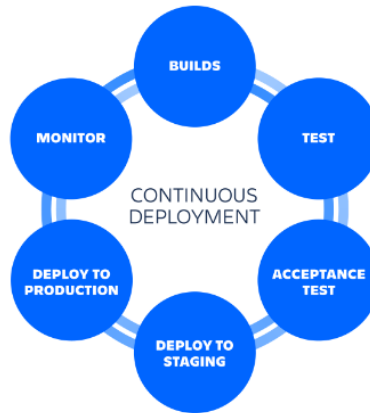 BUILDS
MONITOR
TEST
CONTINUOUS
DEPLOYMENT
DEPLOY TO
PRODUCTION
ACCEPTANCE
TEST
DEPLOY TO
STAGING